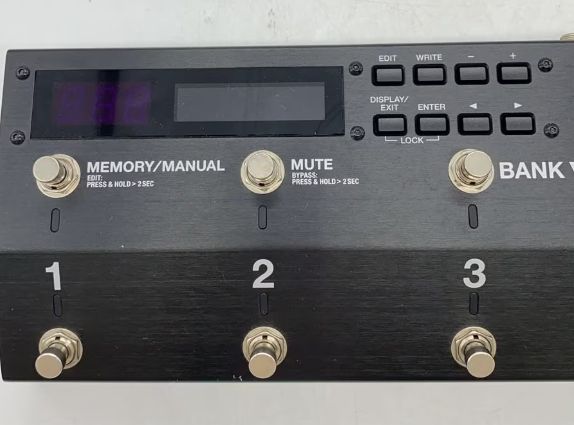 EDIT WRITE − +
DISPLAY/
EXIT ENTER ◄ ►
LOCK
MEMORY/MANUAL
EDIT:
PRESS & HOLD > 2 SEC
MUTE
BYPASS:
PRESS & HOLD > 2 SEC
BANK
1 2 3